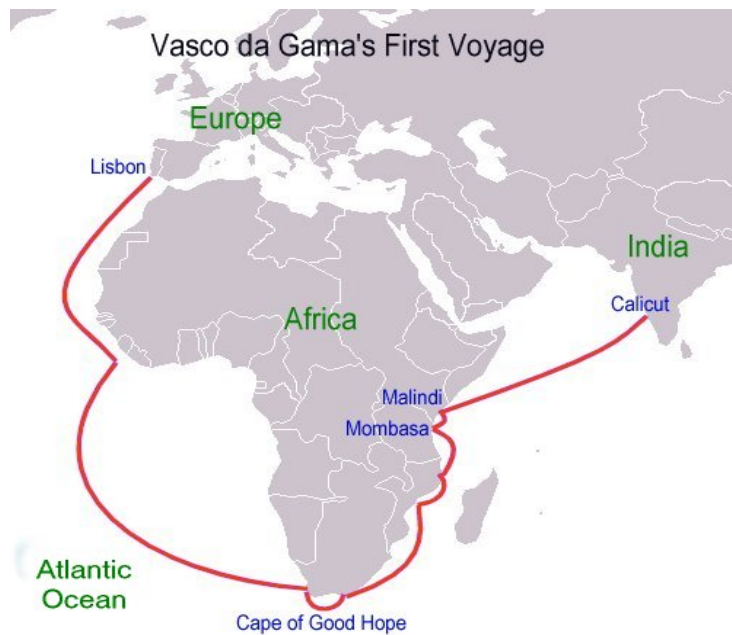 Vasco da Gama's First Voyage
Europe
Lisbon
India
Calicut
Africa
Malindi
Mombasa
Atlantic
Ocean
Cape of Good Hope